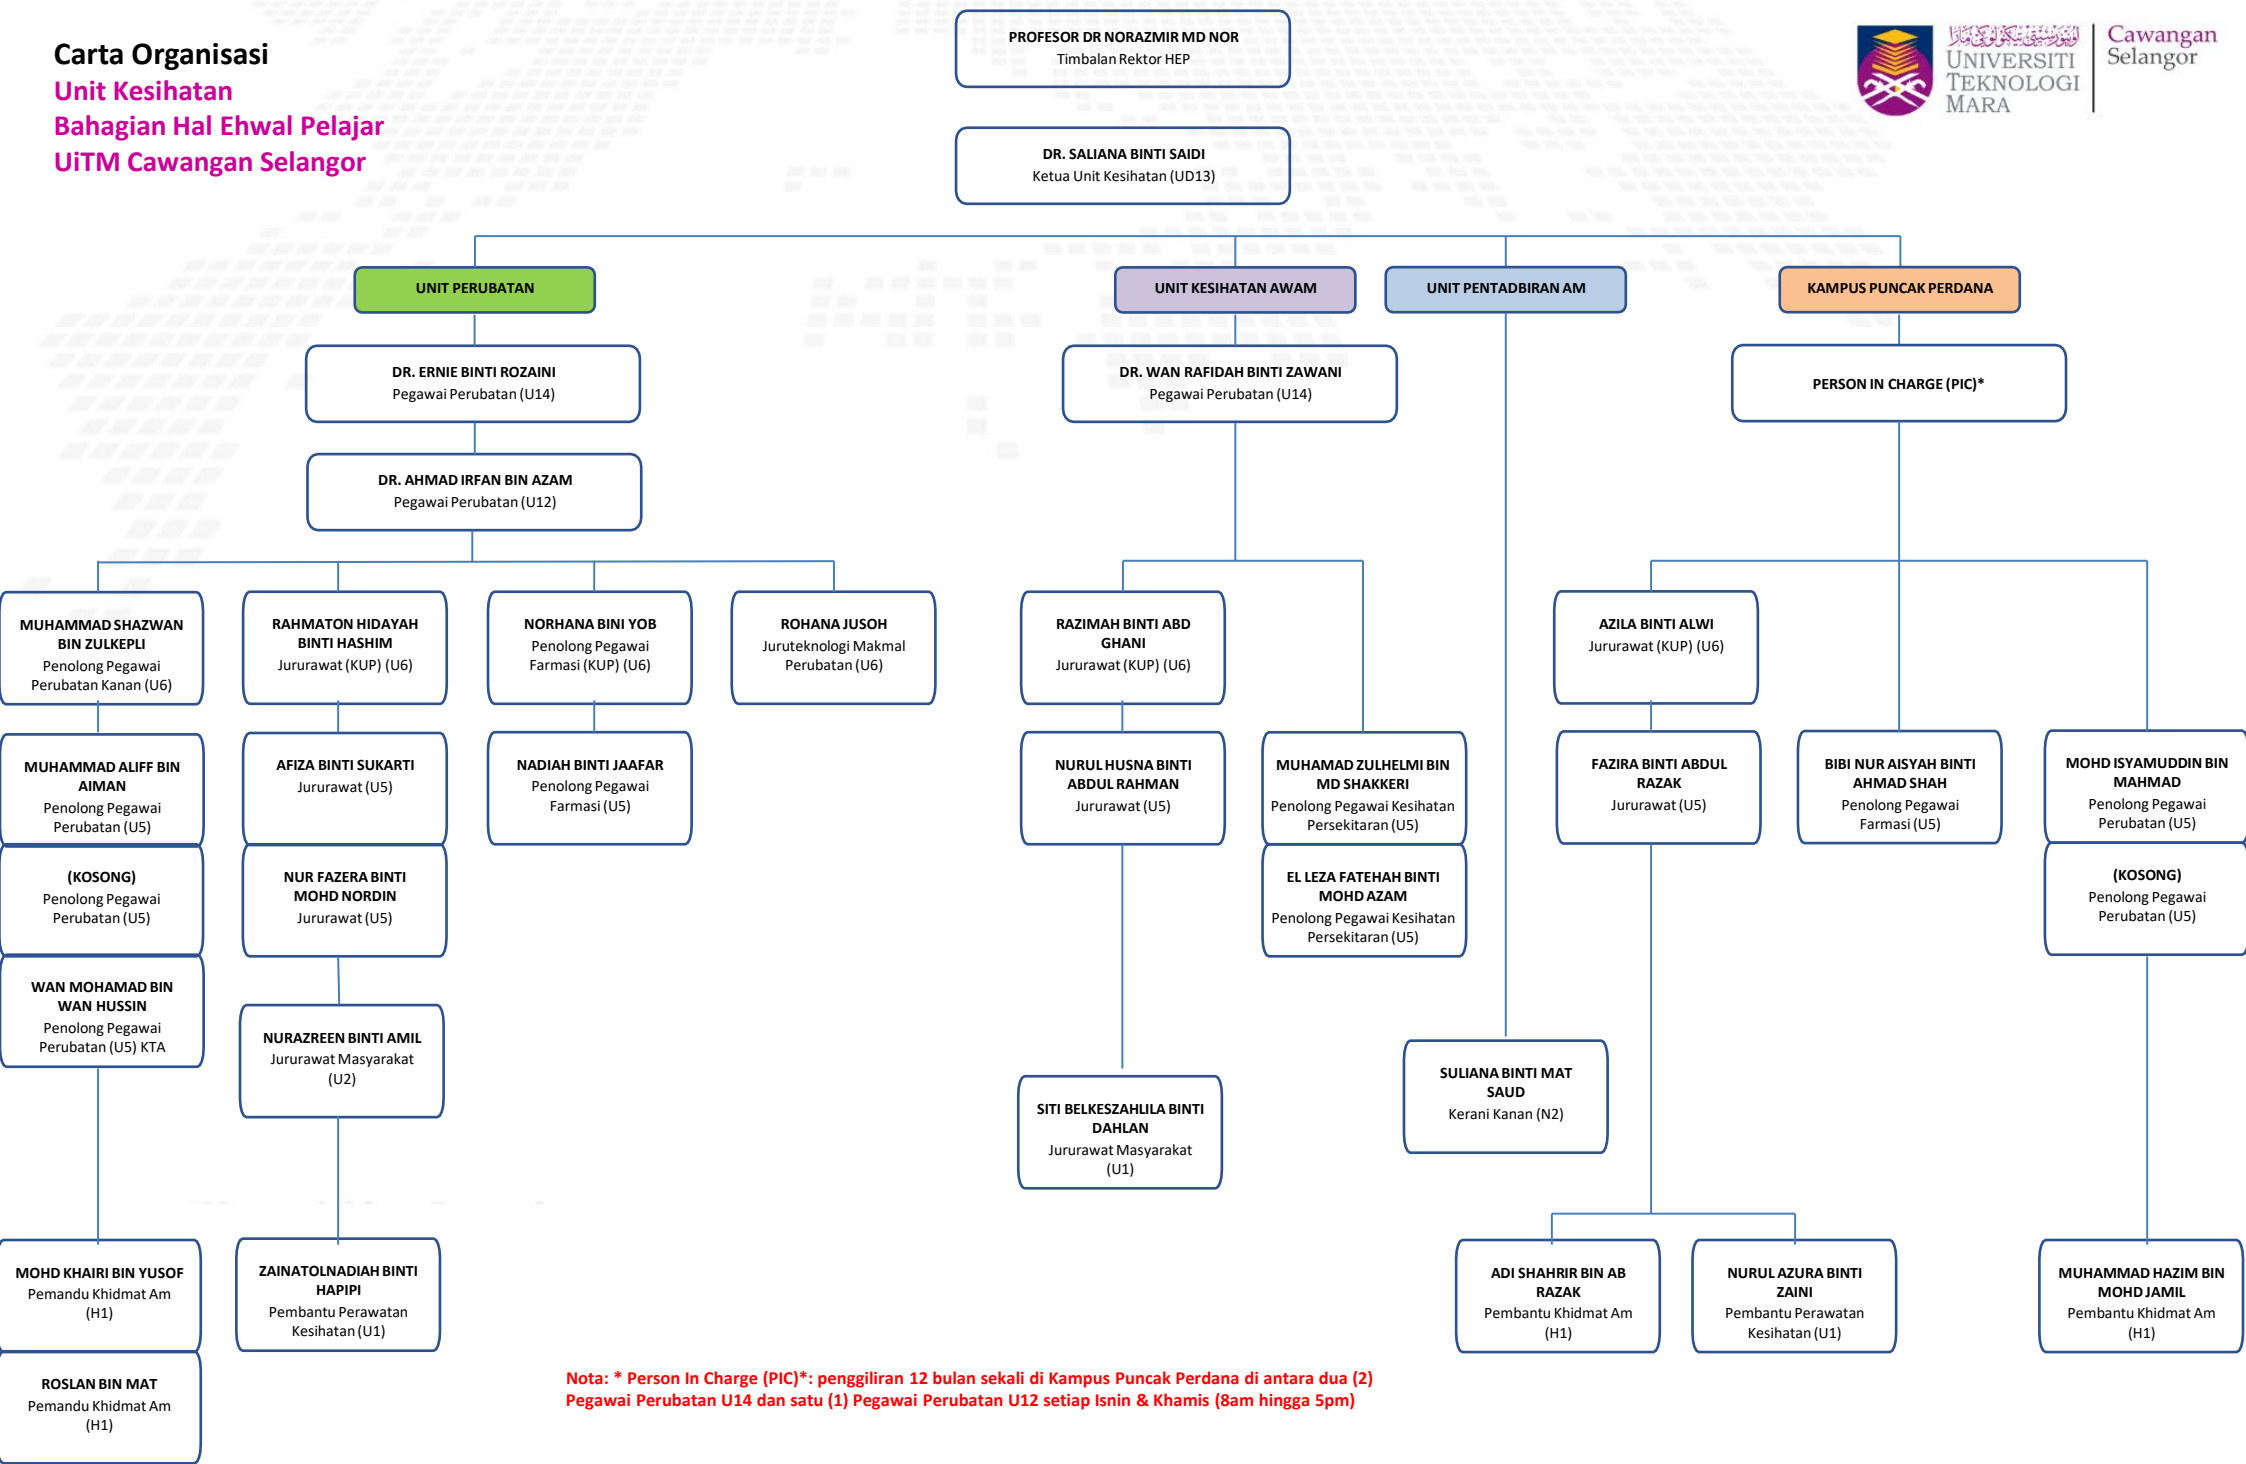 Carta Organisasi
Unit Kesihatan
Bahagian Hal Ehwal Pelajar
UiTM Cawangan Selangor
PROFESOR DR NORAZMIR MD NOR
Timbalan Rektor HEP
UNIVERSITI
TEKNOLOGI
MARA
Cawangan
Selangor
DR. SALIANA BINTI SAIDI
Ketua Unit Kesihatan (UD13)
UNIT PERUBATAN
UNIT KESIHATAN AWAM
UNIT PENTADBIRAN AM
KAMPUS PUNCAK PERDANA
DR. ERNIE BINTI ROZAINI
Pegawai Perubatan (U14)
DR. WAN RAFIDAH BINTI ZAWANI
Pegawai Perubatan (U14)
PERSON IN CHARGE (PIC)*
DR. AHMAD IRFAN BIN AZAM
Pegawai Perubatan (U12)
MUHAMMAD SHAZWAN
BIN ZULKEPLI
Penolong Pegawai
Perubatan Kanan (U6)
RAHMATON HIDAYAH
BINTI HASHIM
Jururawat (KUP) (U6)
NORHANA BINI YOB
Penolong Pegawai
Farmasi (KUP) (U6)
ROHANA JUSOH
Juruteknologi Makmal
Perubatan (U6)
RAZIMAH BINTI ABD
GHANI
Jururawat (KUP) (U6)
AZILA BINTI ALWI
Jururawat (KUP) (U6)
MUHAMMAD ALIFF BIN
AIMAN
Penolong Pegawai
Perubatan (U5)
AFIZA BINTI SUKARTI
Jururawat (U5)
NADIAH BINTI JAAFAR
Penolong Pegawai
Farmasi (U5)
NURUL HUSNA BINTI
ABDUL RAHMAN
Jururawat (U5)
MUHAMAD ZULHELMI BIN
MD SHAKKERI
Penolong Pegawai Kesihatan
Persekitaran (U5)
FAZIRA BINTI ABDUL
RAZAK
Jururawat (U5)
BIBI NUR AISYAH BINTI
AHMAD SHAH
Penolong Pegawai
Farmasi (U5)
MOHD ISYAMUDDIN BIN
MAHMAD
Penolong Pegawai
Perubatan (U5)
(KOSONG)
Penolong Pegawai
Perubatan (U5)
NUR FAZERA BINTI
MOHD NORDIN
Jururawat (U5)
EL LEZA FATEHAH BINTI
MOHD AZAM
Penolong Pegawai Kesihatan
Persekitaran (U5)
(KOSONG)
Penolong Pegawai
Perubatan (U5)
WAN MOHAMAD BIN
WAN HUSSIN
Penolong Pegawai
Perubatan (U5) KTA
NURAZREEN BINTI AMIL
Jururawat Masyarakat
(U2)
SITI BELKESZAHLILA BINTI
DAHLAN
Jururawat Masyarakat
(U1)
SULIANA BINTI MAT
SAUD
Kerani Kanan (N2)
MOHD KHAIRI BIN YUSOF
Pemandu Khidmat Am
(H1)
ZAINATOLNADIAH BINTI
HAPIPI
Pembantu Perawatan
Kesihatan (U1)
ADI SHAHRIR BIN AB
RAZAK
Pembantu Khidmat Am
(H1)
NURUL AZURA BINTI
ZAINI
Pembantu Perawatan
Kesihatan (U1)
MUHAMMAD HAZIM BIN
MOHD JAMIL
Pembantu Khidmat Am
(H1)
ROSLAN BIN MAT
Pemandu Khidmat Am
(H1)
Nota: * Person In Charge (PIC)*: penggiliran 12 bulan sekali di Kampus Puncak Perdana di antara dua (2)
Pegawai Perubatan U14 dan satu (1) Pegawai Perubatan U12 setiap Isnin & Khamis (8am hingga 5pm)